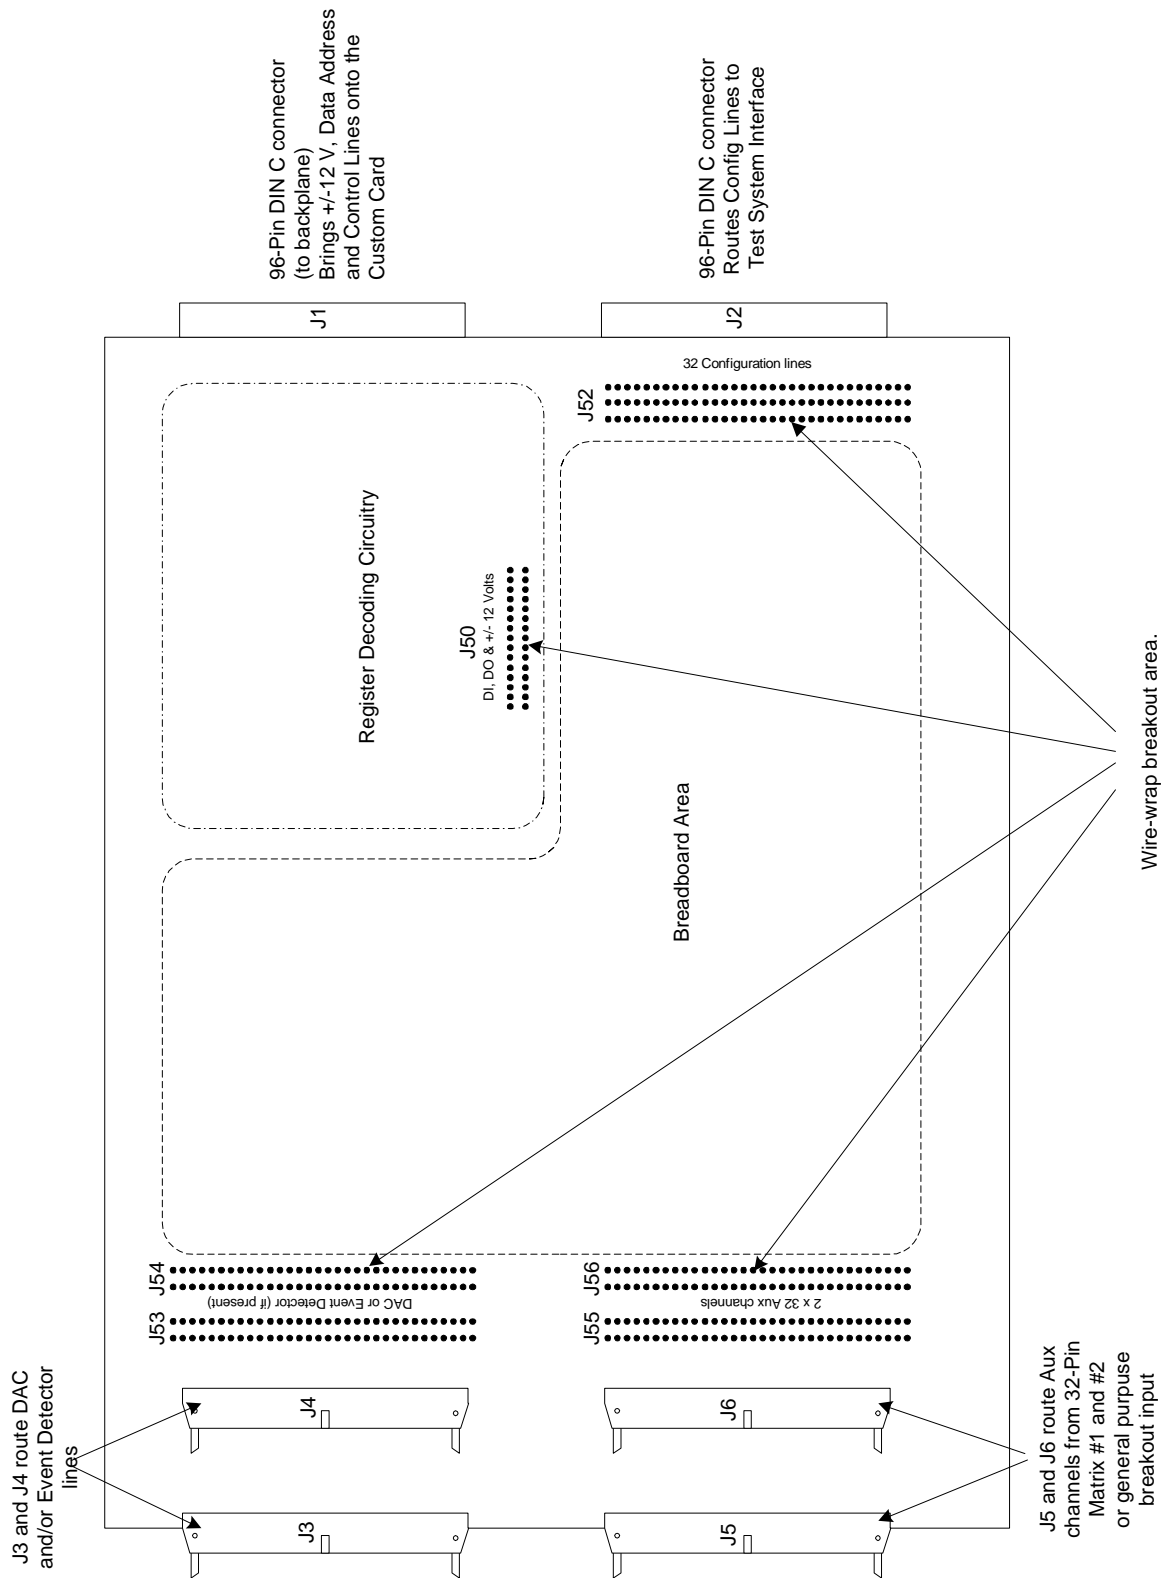 96-Pin DIN C connector
(to backplane)
Brings +/-12 V, Data Address
and Control Lines onto the
Custom Card
96-Pin DIN C connector
Routes Config Lines to
Test System Interface
J1
J2
32 Configuration lines
J52
Register Decoding Circuitry
J50
DI, DO & +/- 12 Volts
Breadboard Area
Wire-wrap breakout area.
J54
DAC or Event Detector (if present)
J53
J56
2 x 32 Aux channels
J55
J4
J6
J3
J5
J3 and J4 route DAC
and/or Event Detector
lines
J5 and J6 route Aux
channels from 32-Pin
Matrix #1 and #2
or general purpuse
breakout input